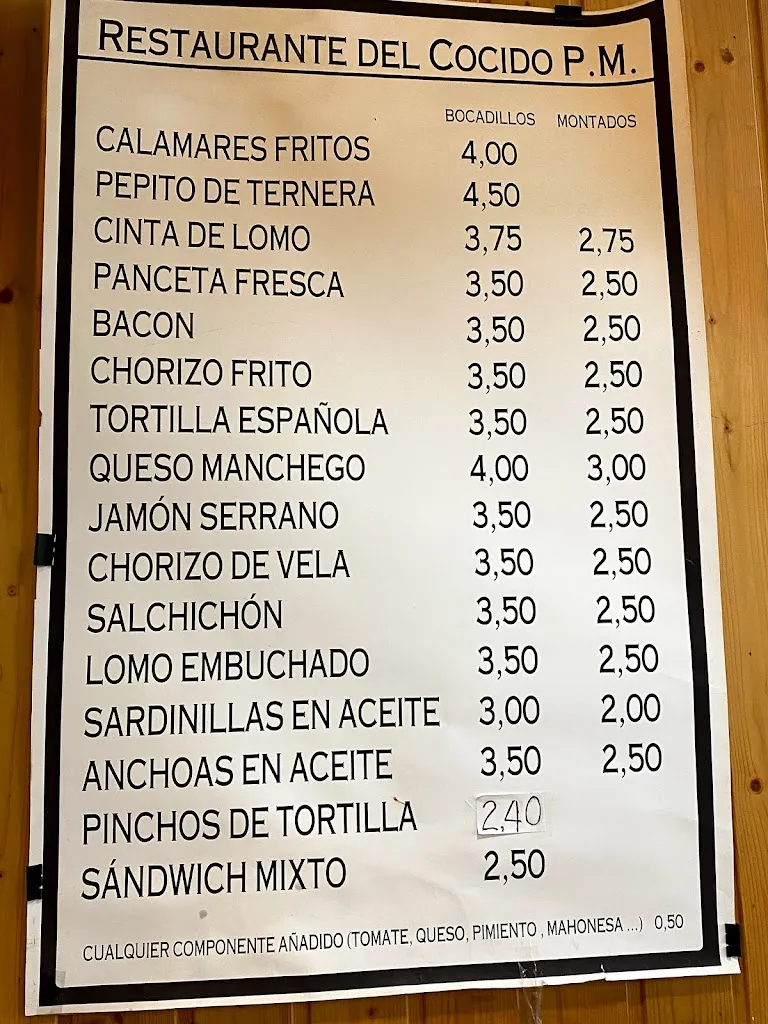 RESTAURANTE DEL COCIDO P.M.
BOCADILLOS MONTADOS
CALAMARES FRITOS 4,00
PEPITO DE TERNERA 4,50
CINTA DE LOMO 3,75 2,75
PANCETA FRESCA 3,50 2,50
BACON 3,50 2,50
CHORIZO FRITO 3,50 2,50
TORTILLA ESPAÑOLA 3,50 2,50
QUESO MANCHEGO 4,00 3,00
JAMÓN SERRANO 3,50 2,50
CHORIZO DE VELA 3,50 2,50
SALCHICHÓN 3,50 2,50
LOMO EMBUCHADO 3,50 2,50
SARDINILLAS EN ACEITE 3,00 2,00
ANCHOAS EN ACEITE 3,50 2,50
PINCHOS DE TORTILLA 2,40
SÁNDWICH MIXTO 2,50
CUALQUIER COMPONENTE AÑADIDO (TOMATE, QUESO, PIMIENTO , MAHONESA ...) 0,50